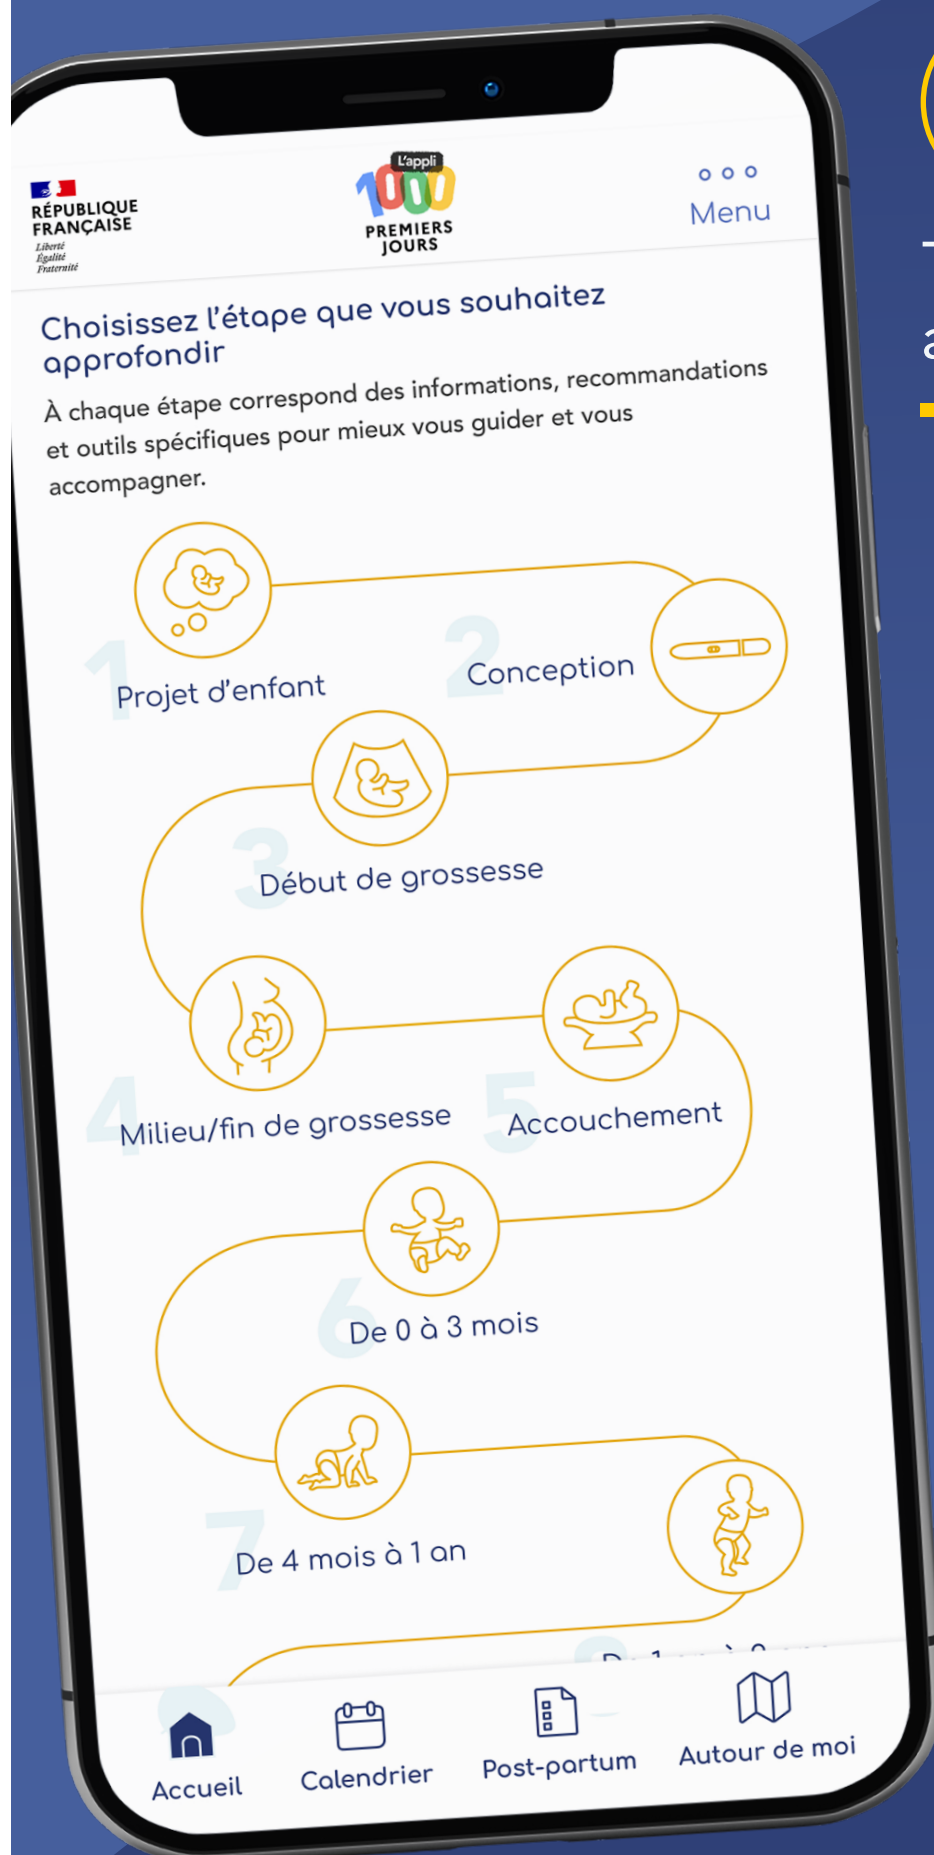 L'appli
1000
PREMIERS
JOURS
RÉPUBLIQUE
FRANÇAISE
Liberté
Égalité
Fraternité
Menu
Choisissez l'étape que vous souhaitez
approfondir
À chaque étape correspond des informations, recommandations
et outils spécifiques pour mieux vous guider et vous
accompagner.
1
Projet d'enfant
2
Conception
3
Début de grossesse
4
Milieu/fin de grossesse
5
Accouchement
6
De 0 à 3 mois
7
De 4 mois à 1 an
Accueil
Calendrier
Post-partum
Autour de moi